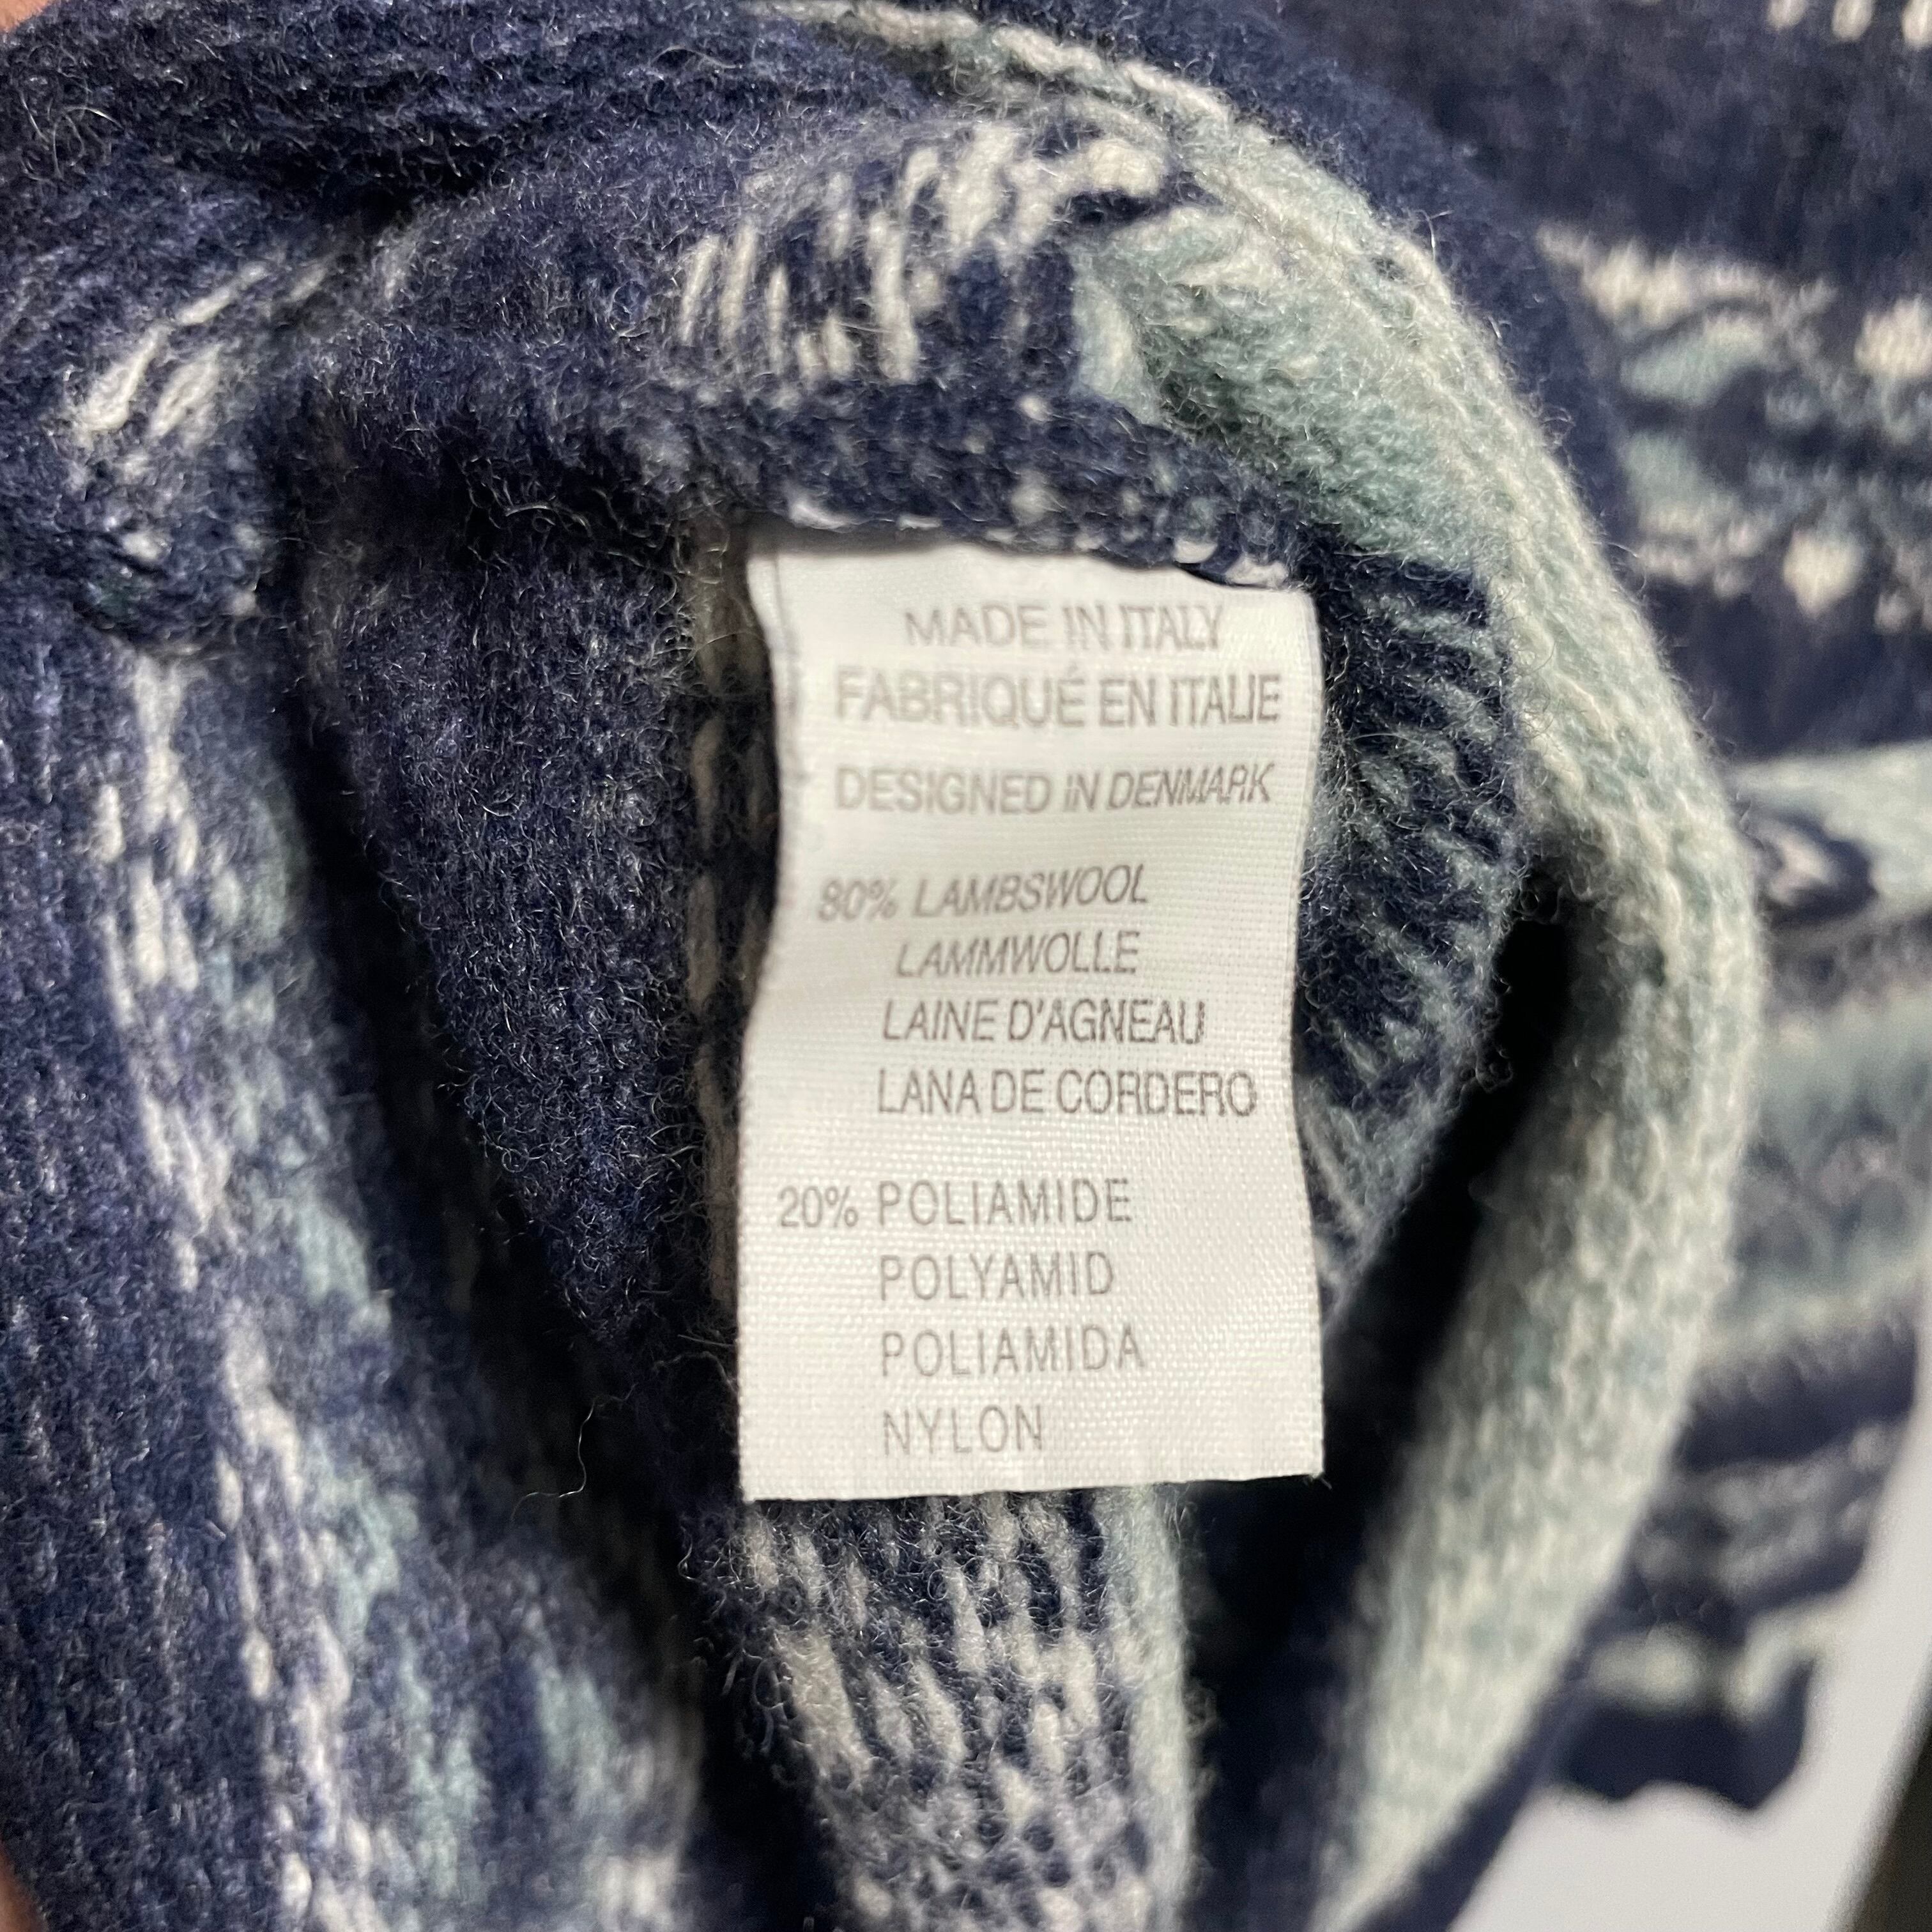 MADE IN ITALY
FABRIQUÉ EN ITALIE
DESIGNED IN DENMARK
80% LAMBSWOOL
LAMMWOLLE
LAINE D'AGNEAU
LANA DE CORDERO
20% POLIAMIDE
POLYAMID
POLIAMIDA
NYLON